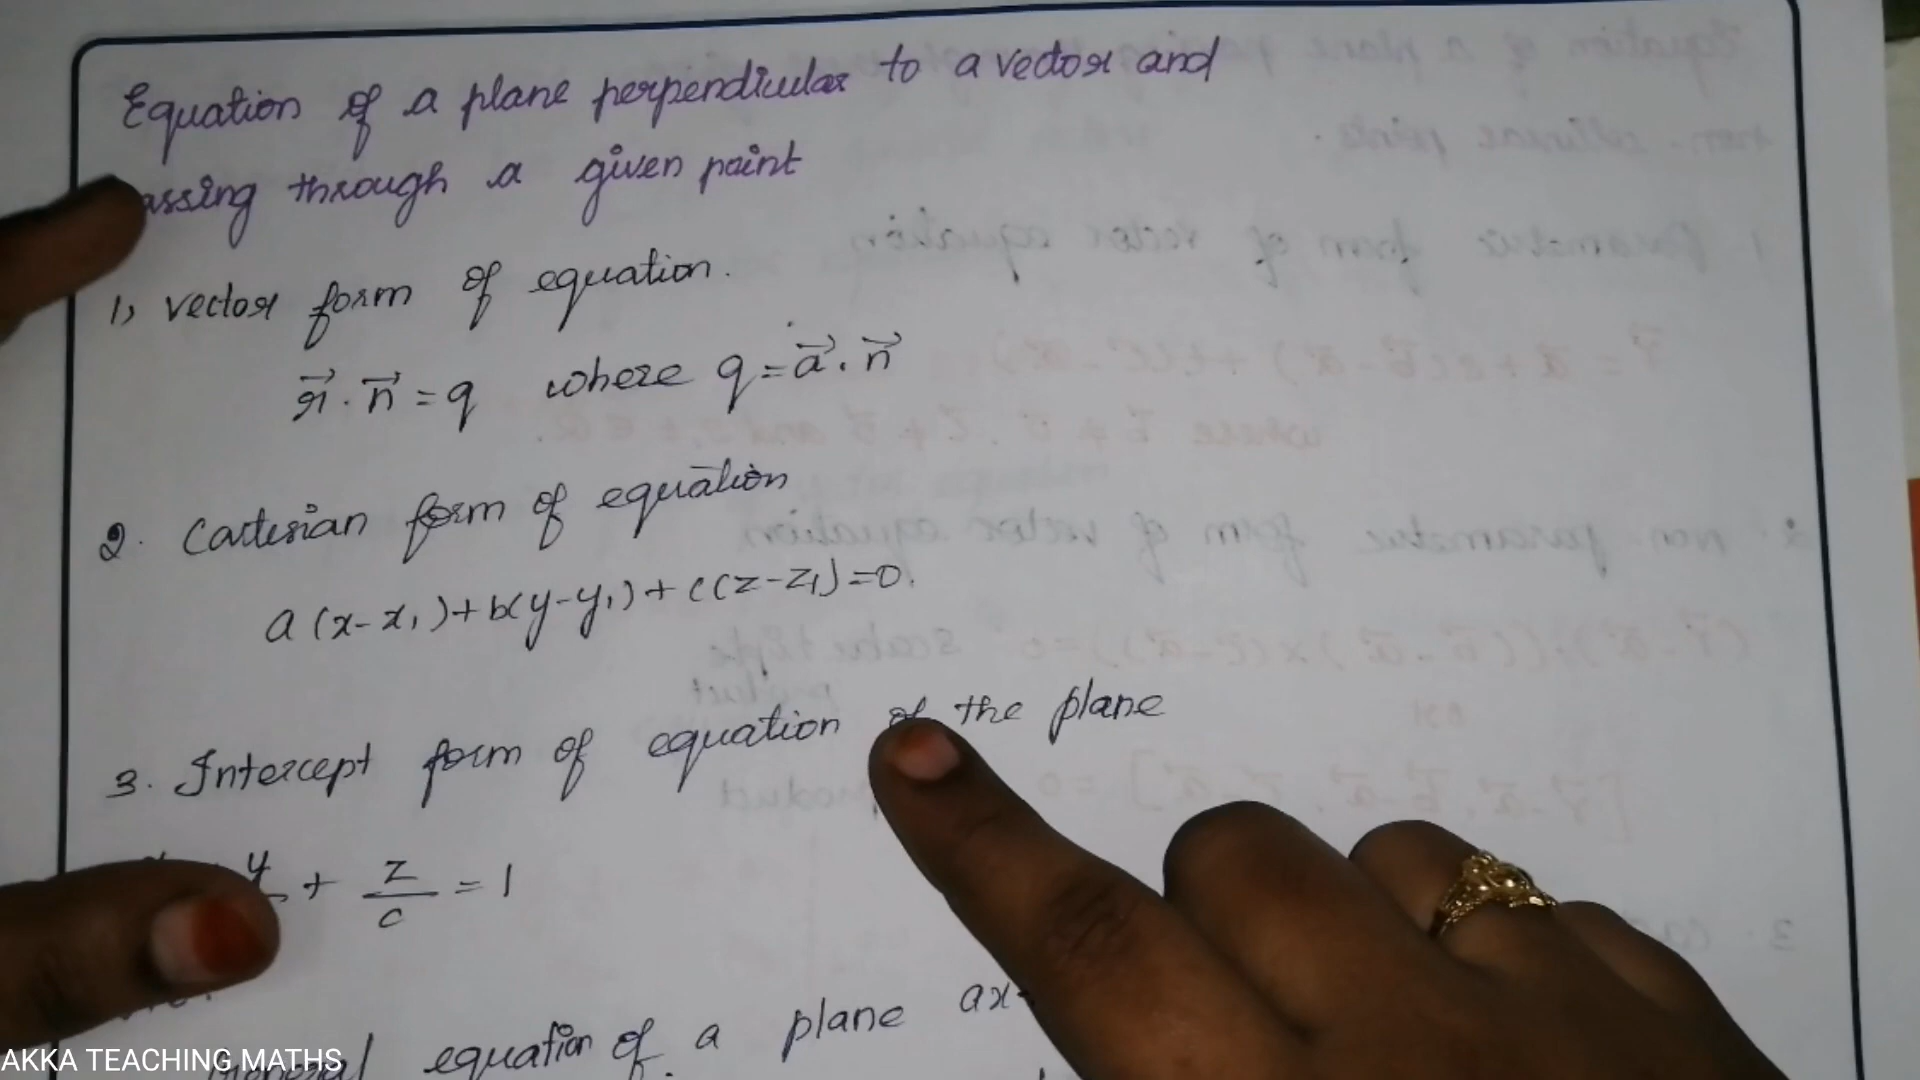 Equation of a plane perpendicular to a vector and
assing through a given point
1, vector form of equation.
r⃗ . n⃗ = q where q = a⃗ . n⃗
2. Cartesian form of equation
a (x-x₁)+b(y-y₁)+c(z-z₁)=0.
3. Intercept form of equation of the plane
y + z/c = 1
General equation of a plane ax+
AKKA TEACHING MATHS